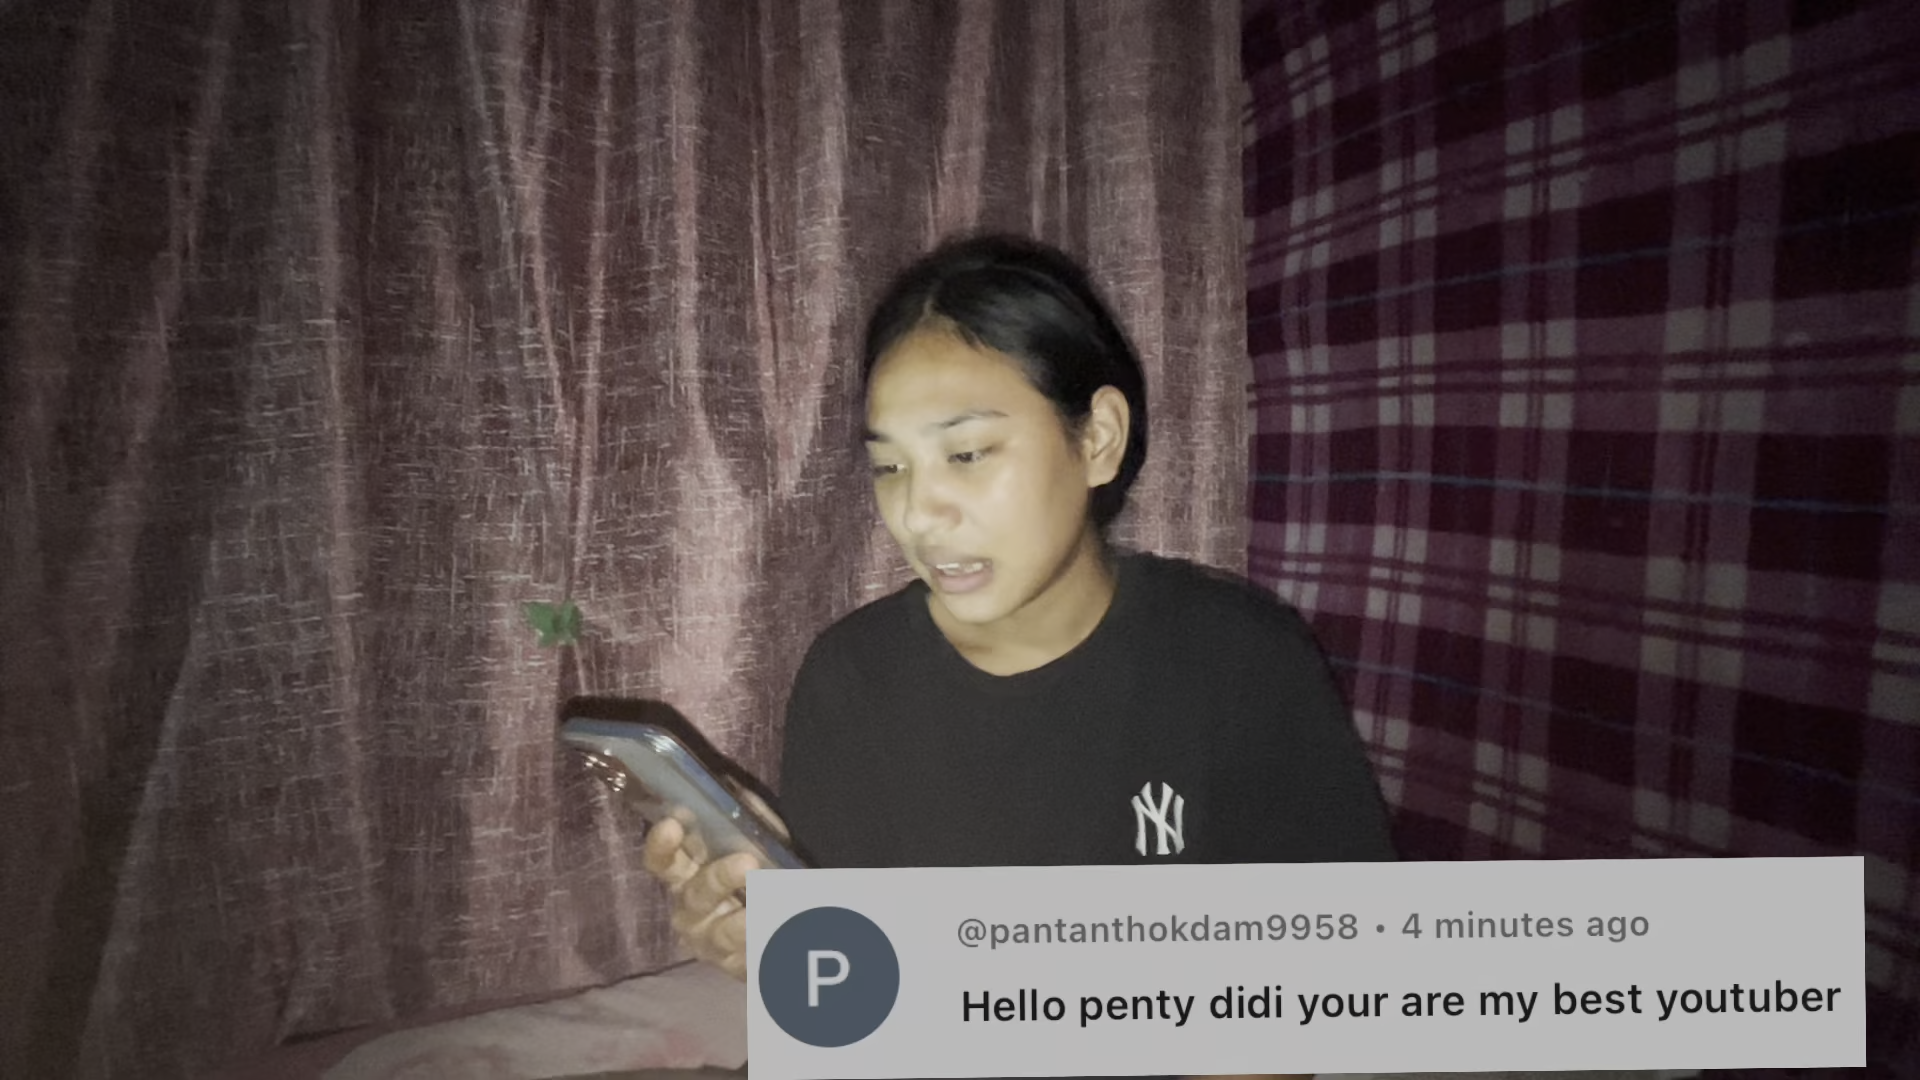 NY
@pantanthokdam9958 • 4 minutes ago
P
Hello penty didi your are my best youtuber